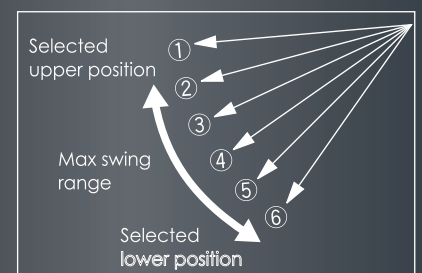 Selected
upper position
①
②
③
④
⑤
⑥
Max swing
range
Selected
lower position